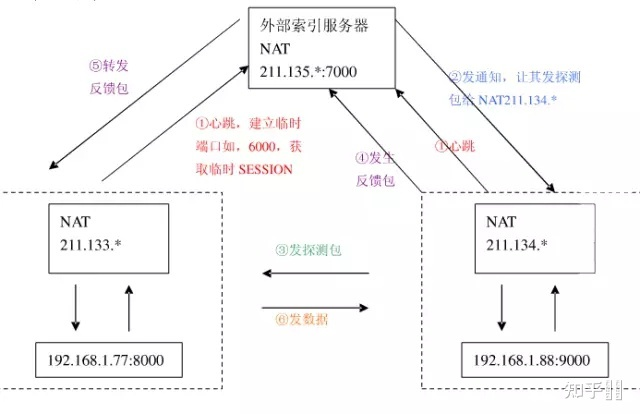 外部索引服务器
NAT
211.135.*:7000
⑤转发
反馈包
②发通知，让其发探测
包给 NAT211.134.*
①心跳，建立临时
端口如，6000，获
取临时 SESSION
④发生
反馈包
①心跳
NAT
211.133.*
NAT
211.134.*
③发探测包
⑥发数据
192.168.1.77:8000
192.168.1.88:9000
知乎